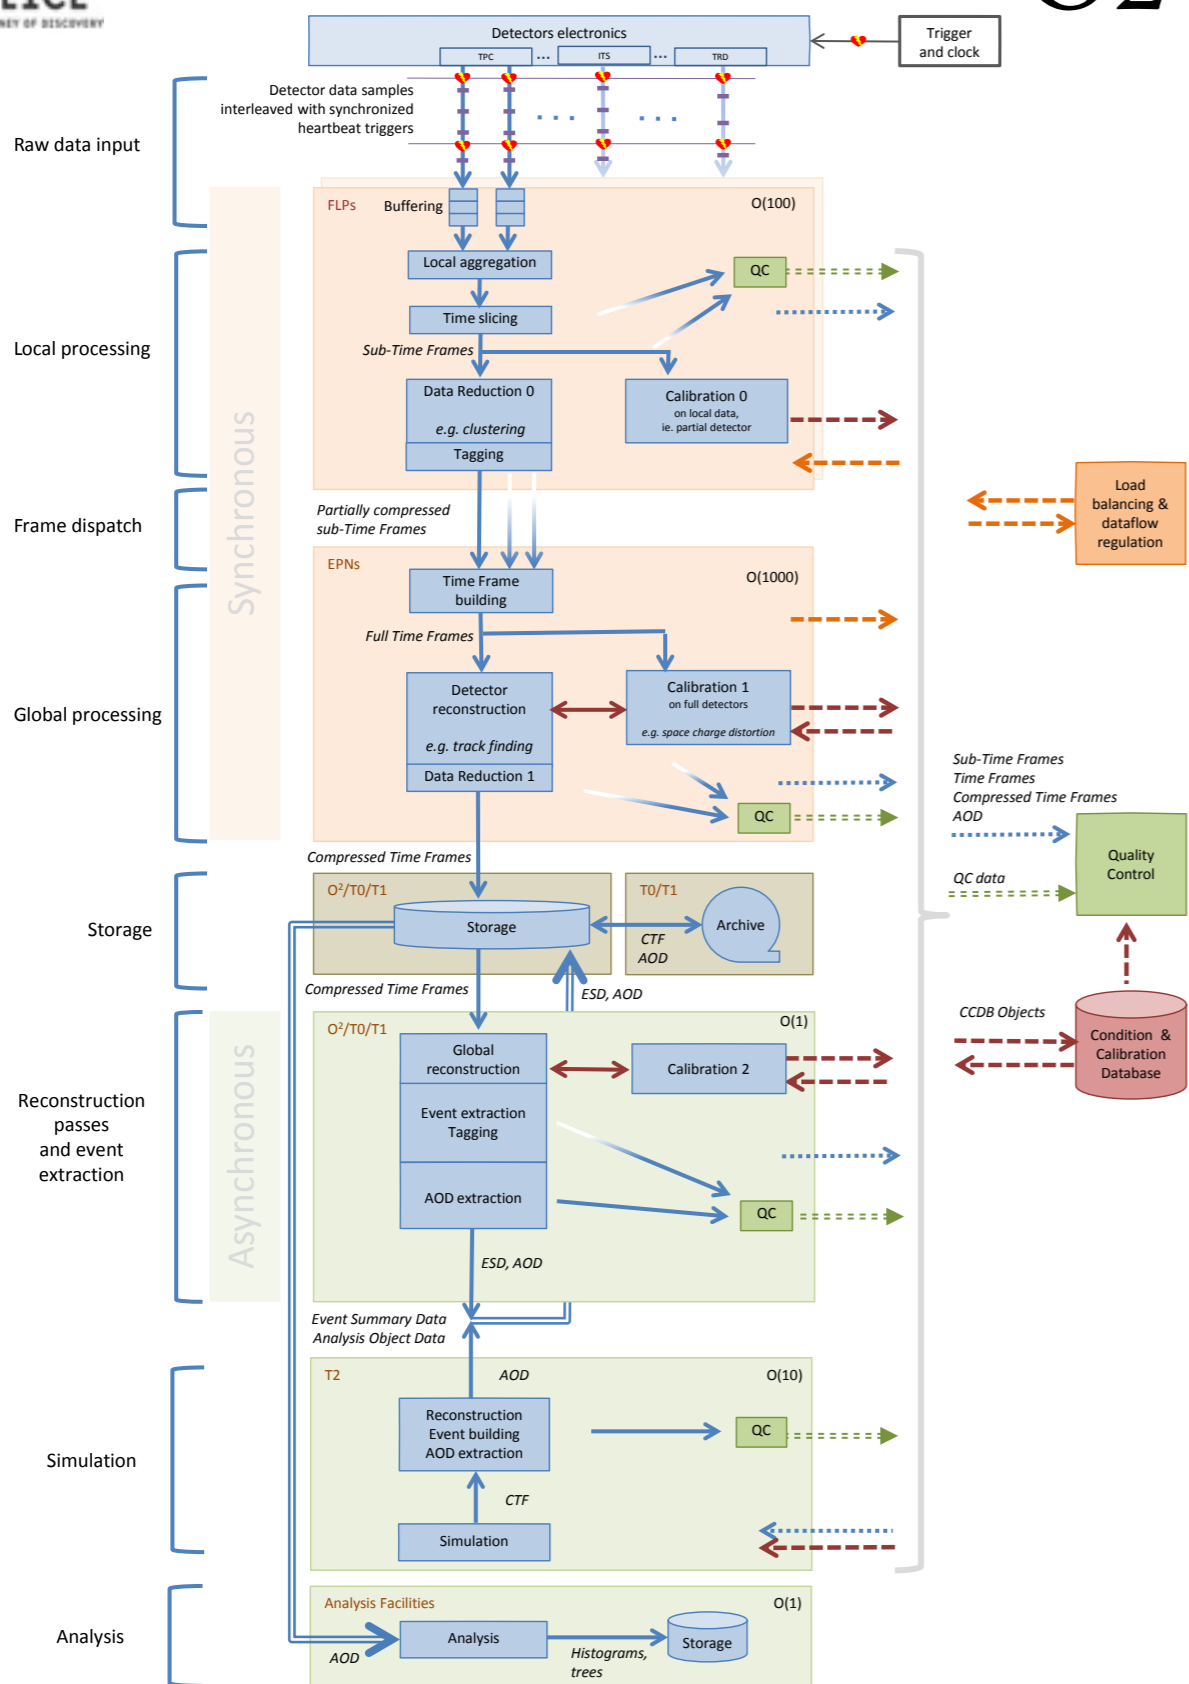 NEY OF DISCOVERY
Detectors electronics
TPC
...
ITS
...
TRD
Trigger
and clock
Detector data samples
interleaved with synchronized
heartbeat triggers
Raw data input
FLPs
Buffering
O(100)
Local aggregation
QC
Time slicing
Local processing
Sub-Time Frames
Data Reduction 0
e.g. clustering
Tagging
Calibration 0
on local data,
ie. partial detector
Synchronous
Load
balancing &
dataflow
regulation
Frame dispatch
Partially compressed
sub-Time Frames
EPNs
O(1000)
Time Frame
building
Full Time Frames
Global processing
Detector
reconstruction
e.g. track finding
Data Reduction 1
Calibration 1
on full detectors
e.g. space charge distortion
QC
Sub-Time Frames
Time Frames
Compressed Time Frames
AOD
Quality
Control
QC data
Compressed Time Frames
O²/T0/T1
T0/T1
Storage
Storage
Archive
CTF
AOD
Compressed Time Frames
ESD, AOD
O²/T0/T1
O(1)
CCDB Objects
Condition &
Calibration
Database
Global
reconstruction
Calibration 2
Reconstruction
passes
and event
extraction
Asynchronous
Event extraction
Tagging
AOD extraction
QC
ESD, AOD
Event Summary Data
Analysis Object Data
T2
AOD
O(10)
Reconstruction
Event building
AOD extraction
QC
Simulation
CTF
Simulation
Analysis Facilities
O(1)
Analysis
Analysis
Storage
AOD
Histograms,
trees